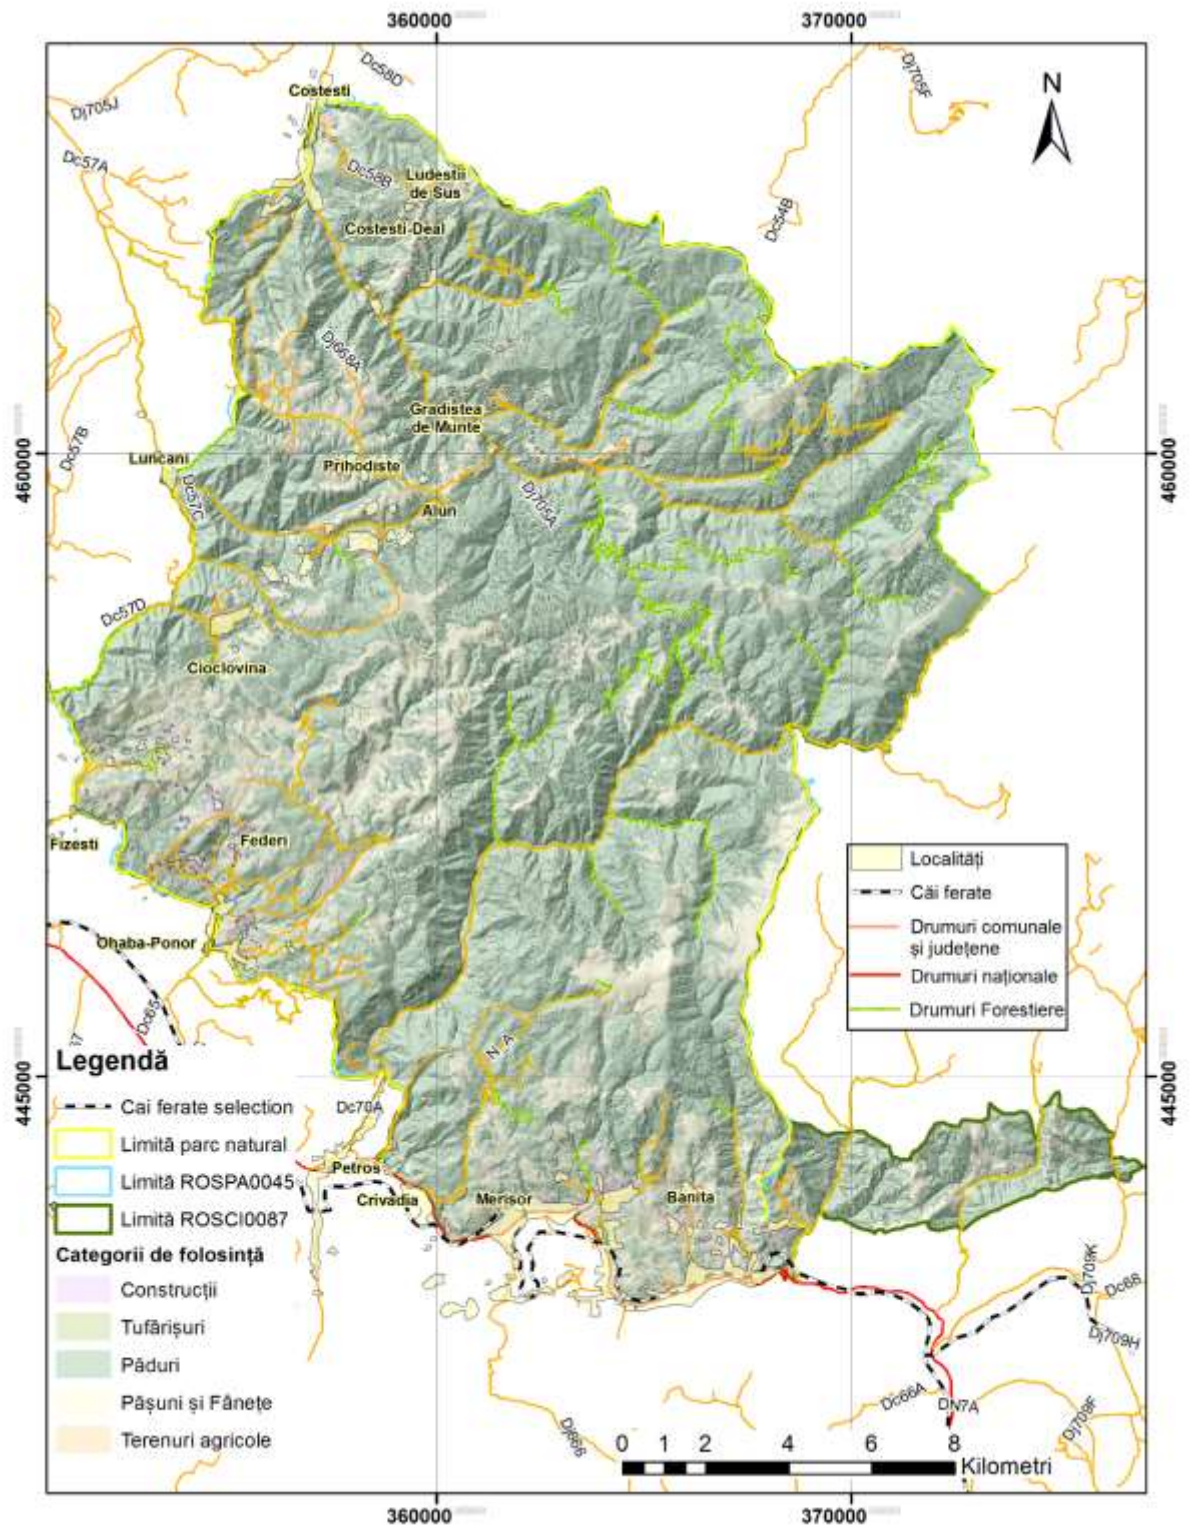 360000
370000
Dc58D
Dj705F
N
Costesti
Dj705J
Dc57A
Dc58B
Ludestii
de Sus
Dc54B
Costesti-Deal
Dj668A
Gradistea
de Munte
Dc57B
460000
Luncani
Prihodiste
460000
Dc57C
Dj705A
Alun
Dc57D
Cioclovina
Fizesti
Federi
Localități
Căi ferate
Drumuri comunale
și județene
Drumuri naționale
Drumuri Forestiere
Ohaba-Ponor
Dc65
N_A
Legendă
445000
445000
Cai ferate selection
Dc70A
Limită parc natural
Limită ROSPA0045
Petros
Crivadia
Merisor
Banita
Limită ROSCI0087
Categorii de folosință
Construcții
Dj709K
Dc68
Tufărișuri
Dj709H
Păduri
Pășuni și Fânețe
Dc66A
DN7A
Dj709F
Dj666
Terenuri agricole
0 1 2 4 6 8
Kilometri
360000
370000